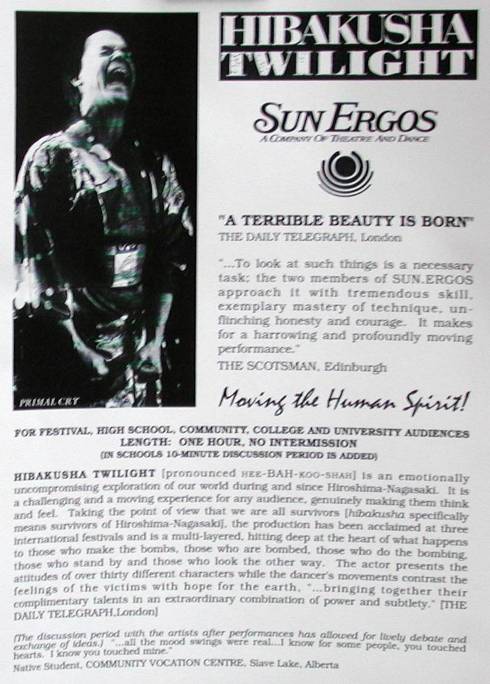 HIBAKUSHA
TWILIGHT
SUN ERGOS
A COMPANY OF THEATRE AND DANCE
"A TERRIBLE BEAUTY IS BORN"
THE DAILY TELEGRAPH, London
"...To look at such things is a necessary
task; the two members of SUN.ERGOS
approach it with tremendous skill,
exemplary mastery of technique, un-
flinching honesty and courage. It makes
for a harrowing and profoundly moving
performance."
THE SCOTSMAN, Edinburgh
PRIMAL CRY
Moving the Human Spirit!
FOR FESTIVAL, HIGH SCHOOL, COMMUNITY, COLLEGE AND UNIVERSITY AUDIENCES
LENGTH: ONE HOUR, NO INTERMISSION
(IN SCHOOLS 10-MINUTE DISCUSSION PERIOD IS ADDED)
HIBAKUSHA TWILIGHT [pronounced HEE-BAH-KOO-SHAH] is an emotionally
uncompromising exploration of our world during and since Hiroshima-Nagasaki. It is
a challenging and a moving experience for any audience, genuinely making them think
and feel. Taking the point of view that we are all survivors [hibakusha specifically
means survivors of Hiroshima-Nagasaki], the production has been acclaimed at three
international festivals and is a multi-layered, hitting deep at the heart of what happens
to those who make the bombs, those who are bombed, those who do the bombing,
those who stand by and those who look the other way. The actor presents the
attitudes of over thirty different characters while the dancer's movements contrast the
feelings of the victims with hope for the earth, "...bringing together their
complimentary talents in an extraordinary combination of power and subtlety." [THE
DAILY TELEGRAPH,London]
(The discussion period with the artists after performances has allowed for lively debate and
exchange of ideas.) "...all the mood swings were real...I know for some people, you touched
hearts. I know you touched mine."
Native Student, COMMUNITY VOCATION CENTRE, Slave Lake, Alberta